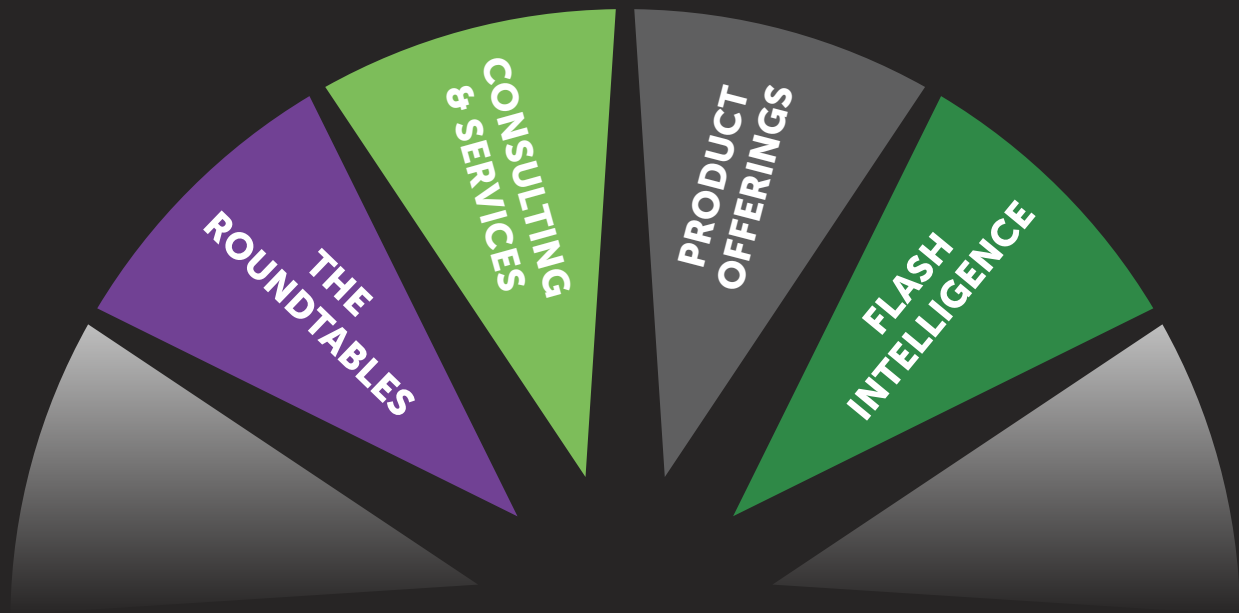 THE
ROUNDTABLES
CONSULTING
& SERVICES
PRODUCT
OFFERINGS
FLASH
INTELLIGENCE